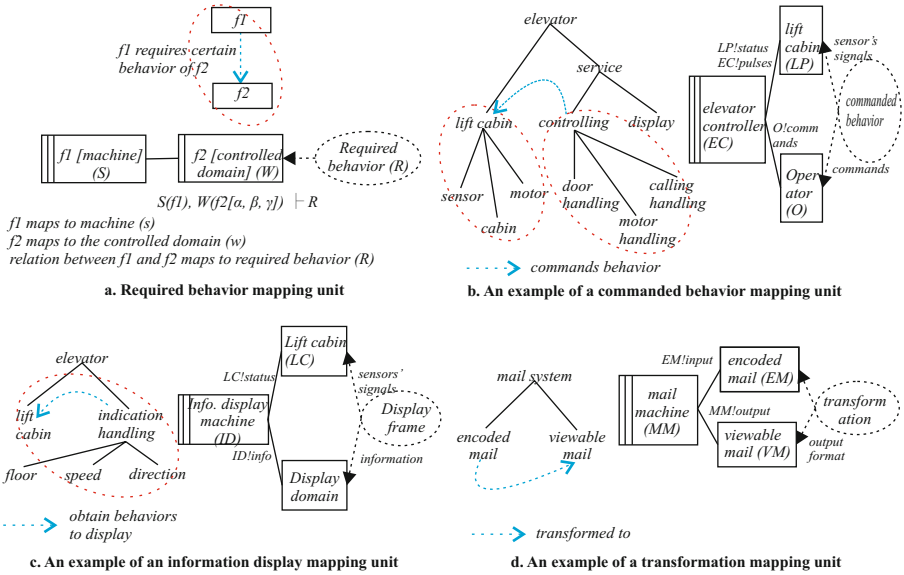 f1
f1 requires certain
behavior of f2
f2
f1 [machine]
(S)
f2 [controlled
domain] (W)
Required
behavior (R)
S(f1), W(f2[α, β, γ]) ⊢ R
f1 maps to machine (s)
f2 maps to the controlled domain (w)
relation between f1 and f2 maps to required behavior (R)
a. Required behavior mapping unit
elevator
service
lift cabin
controlling
display
sensor
cabin
motor
door
handling
motor
handling
calling
handling
commands behavior
LP!status
EC!pulses
lift
cabin
(LP)
sensor's
signals
elevator
controller
(EC)
commanded
behavior
O!comm
ands
Oper
ator
(O)
commands
b. An example of a commanded behavior mapping unit
elevator
lift
cabin
indication
handling
floor
speed
direction
obtain behaviors
to display
Lift cabin
(LC)
LC!status
sensors'
signals
Info. display
machine
(ID)
Display
frame
ID!info
information
Display
domain
c. An example of an information display mapping unit
mail system
encoded
mail
viewable
mail
transformed to
EM!input
encoded
mail (EM)
mail
machine
(MM)
transform
ation
MM!output
viewable
mail (VM)
output
format
d. An example of a transformation mapping unit